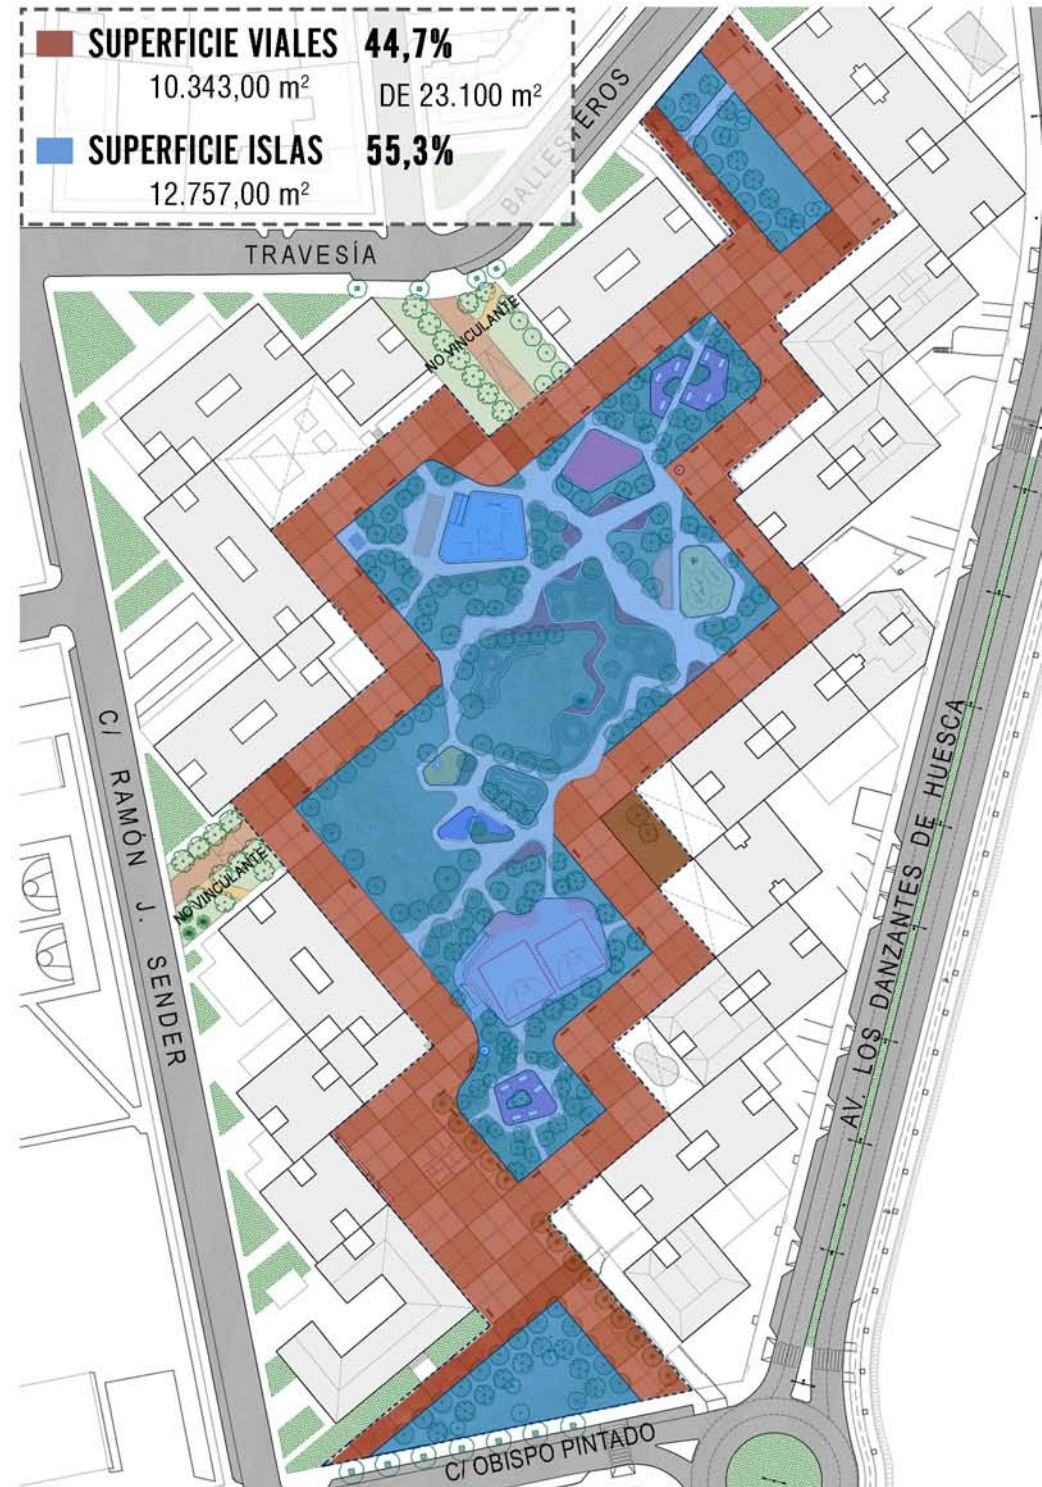 SUPERFICIE VIALES 44,7%
10.343,00 m² DE 23.100 m²
SUPERFICIE ISLAS 55,3%
12.757,00 m²
BALLESTEROS
TRAVESÍA
NO VINCULANTE
C/ RAMÓN J. SENDER
NO VINCULANTE
AV. LOS DANZANTES DE HUESCA
C/ OBISPO PINTADO